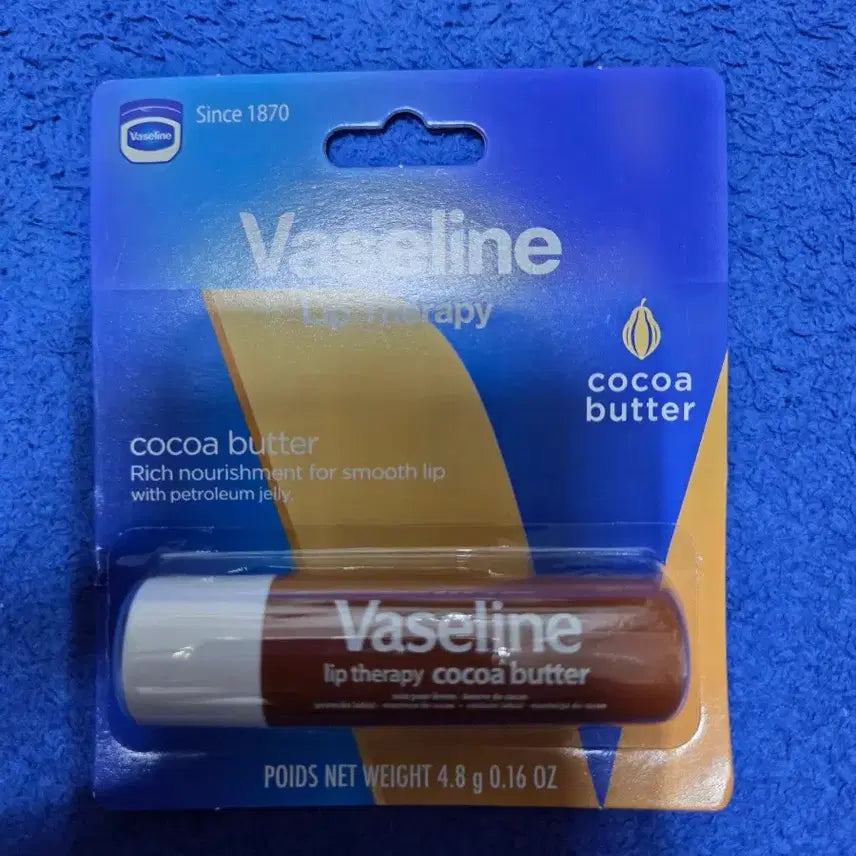 Vaseline
Since 1870
Vaseline
Lip Therapy
cocoa
butter
cocoa butter
Rich nourishment for smooth lip
with petroleum jelly.
Vaseline
lip therapy cocoa butter
POIDS NET WEIGHT 4.8 g 0.16 OZ